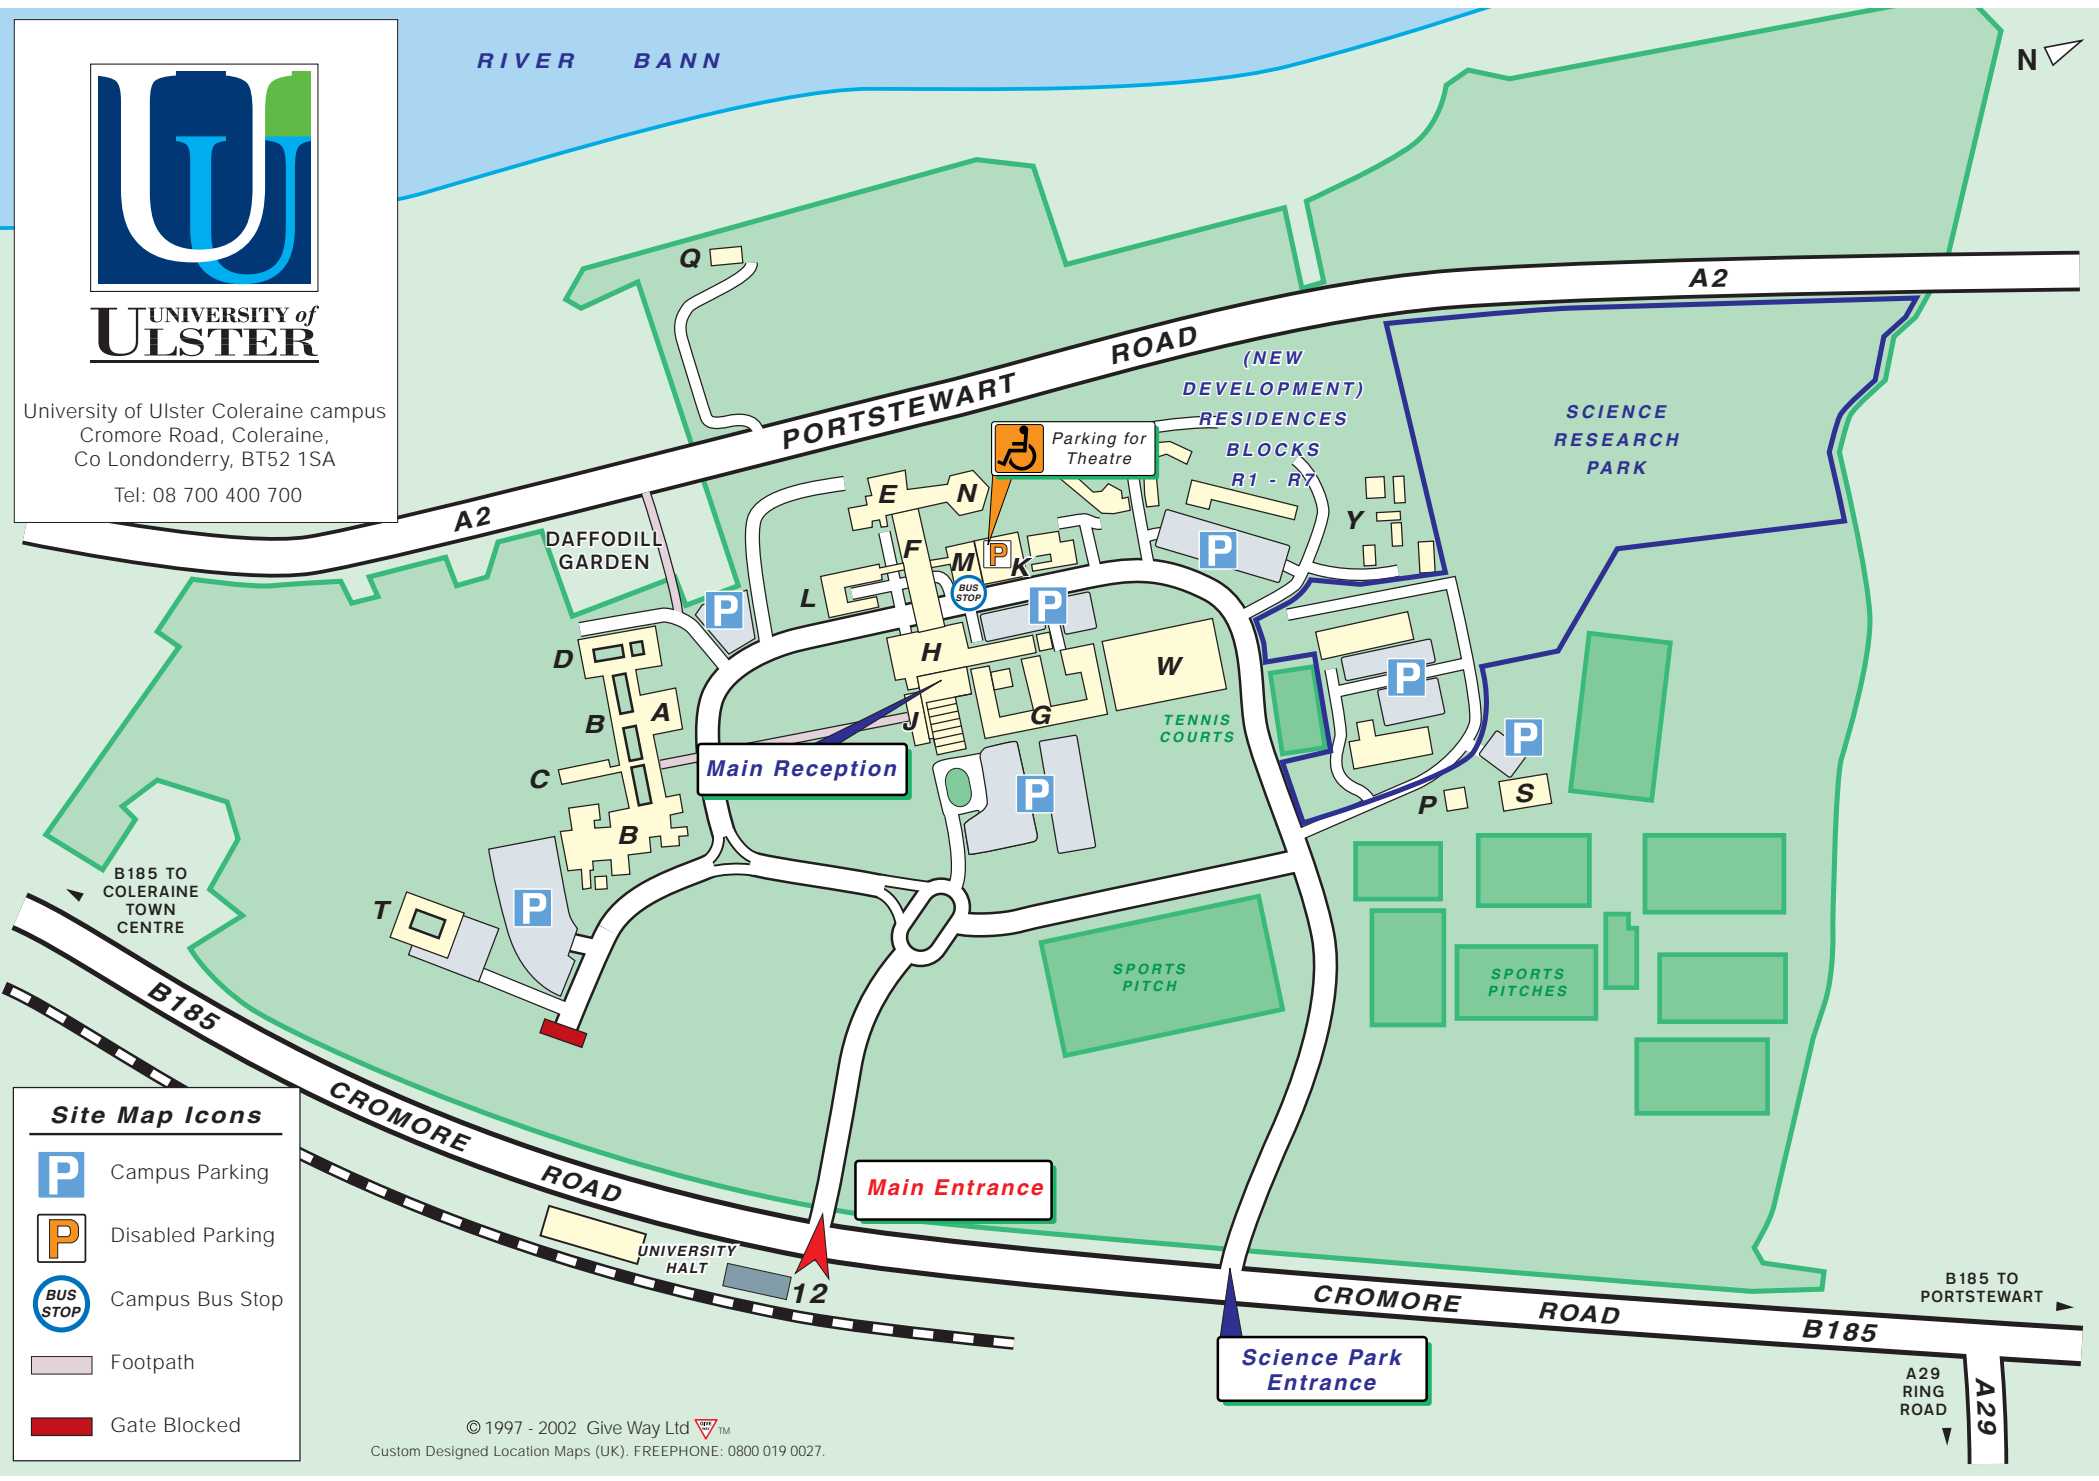 RIVER BANN
N
UNIVERSITY of
ULSTER
University of Ulster Coleraine campus
Cromore Road, Coleraine,
Co Londonderry, BT52 1SA
Tel: 08 700 400 700
Q
A2
PORTSTEWART ROAD
A2
(NEW
DEVELOPMENT)
RESIDENCES
BLOCKS
R1 - R7
SCIENCE
RESEARCH
PARK
Parking for
Theatre
DAFFODILL
GARDEN
E
N
F
M
P
K
L
BUS
STOP
P
P
P
Y
D
H
W
A
B
J
G
C
B
TENNIS
COURTS
P
P
P
S
Main Reception
P
T
P
B185 TO
COLERAINE
TOWN
CENTRE
SPORTS
PITCH
SPORTS
PITCHES
B185
CROMORE ROAD
Main Entrance
UNIVERSITY
HALT
12
CROMORE ROAD
B185
B185 TO
PORTSTEWART
Science Park
Entrance
A29
RING
ROAD
A29
Site Map Icons
P
Campus Parking
P
Disabled Parking
BUS
STOP
Campus Bus Stop
Footpath
Gate Blocked
© 1997 - 2002 Give Way Ltd GIVE WAY TM
Custom Designed Location Maps (UK). FREEPHONE: 0800 019 0027.